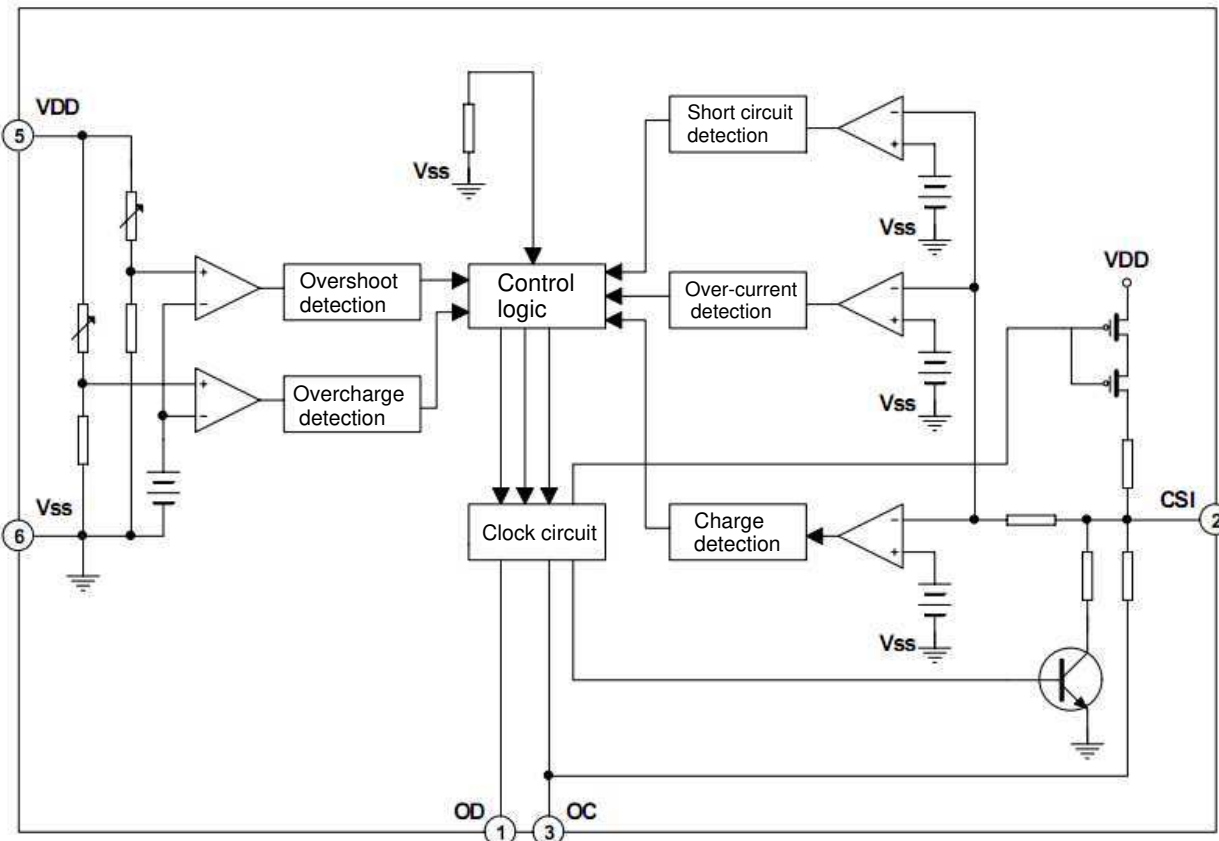 VDD
5
Vss
Short circuit
detection
-
+
Vss
Overshoot
detection
+
-
Control
logic
Over-current
detection
-
+
Vss
VDD
Overcharge
detection
+
-
Vss
6
Clock circuit
Charge
detection
-
+
Vss
CSI
2
OD
1
OC
3